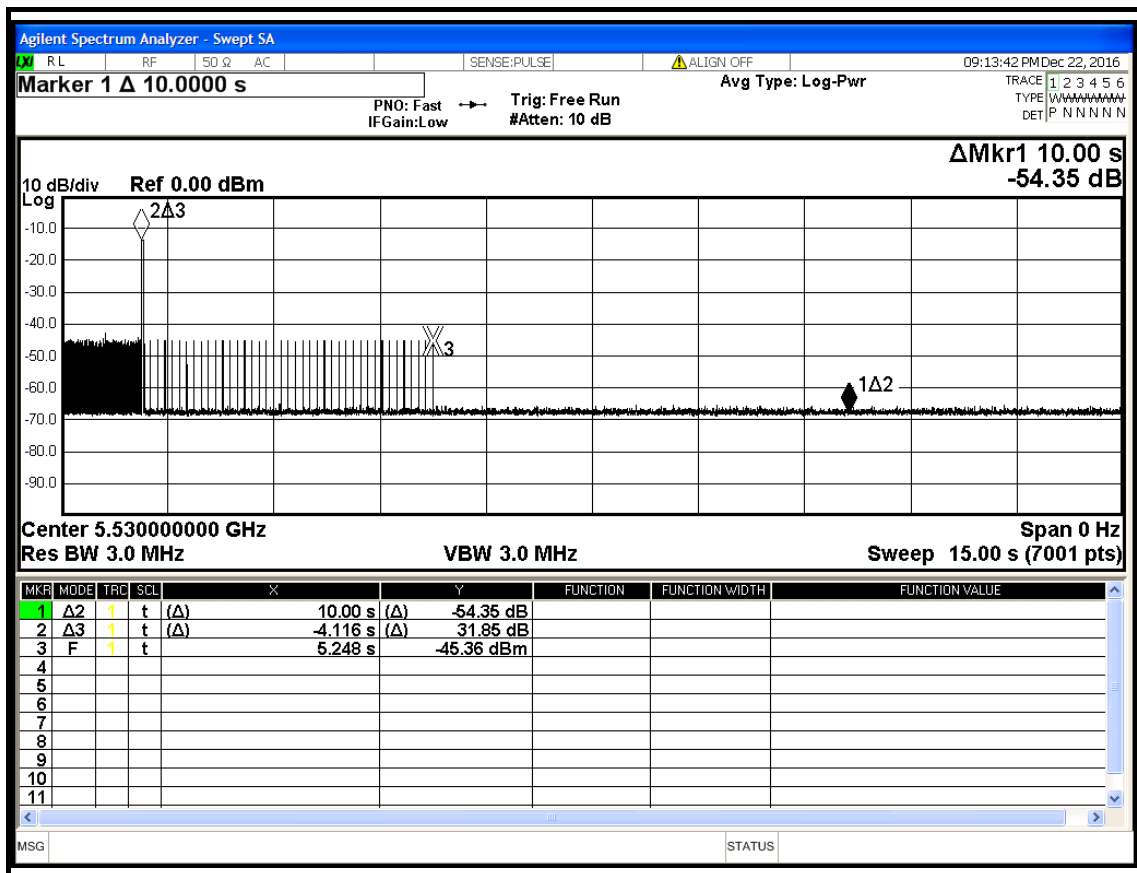 Agilent Spectrum Analyzer - Swept SA
LXI RL RF 50 Ω AC SENSE:PULSE ALIGN OFF 09:13:42 PM Dec 22, 2016
Marker 1 Δ 10.0000 s
PNO: Fast
IFGain:Low
Trig: Free Run
#Atten: 10 dB
Avg Type: Log-Pwr
TRACE 1 2 3 4 5 6
TYPE
DET P N N N N N
ΔMkr1 10.00 s
-54.35 dB
10 dB/div Ref 0.00 dBm
Log
2Δ3
-10.0
-20.0
-30.0
-40.0
3
-50.0
-60.0
1Δ2
-70.0
-80.0
-90.0
Center 5.530000000 GHz Span 0 Hz
Res BW 3.0 MHz VBW 3.0 MHz Sweep 15.00 s (7001 pts)
MKR MODE TRC SCL X Y FUNCTION FUNCTION WIDTH FUNCTION VALUE
1 Δ2 1 t (Δ) 10.00 s (Δ) -54.35 dB
2 Δ3 1 t (Δ) -4.116 s (Δ) 31.85 dB
3 F 1 t 5.248 s -45.36 dBm
4
5
6
7
8
9
10
11
MSG STATUS